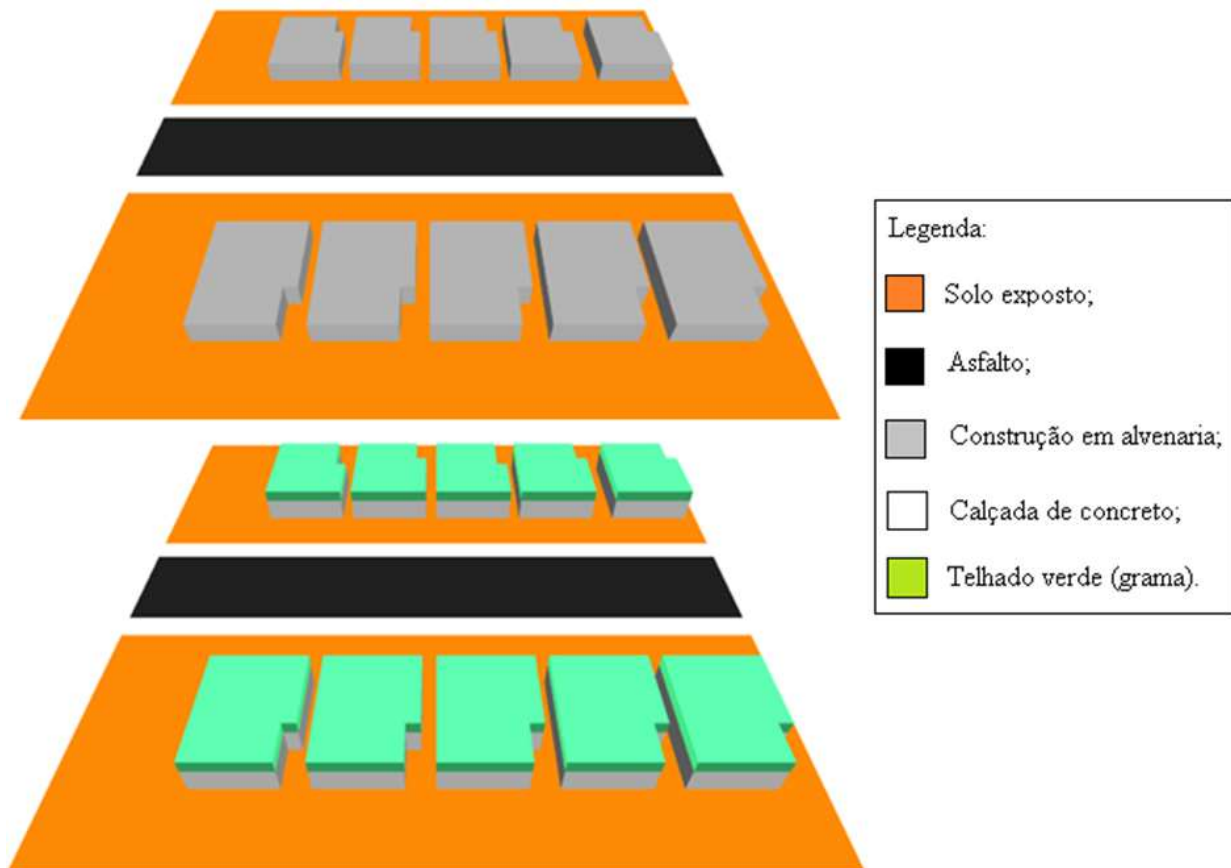 Legenda:
Solo exposto;
Asfalto;
Construção em alvenaria;
Calçada de concreto;
Telhado verde (grama).